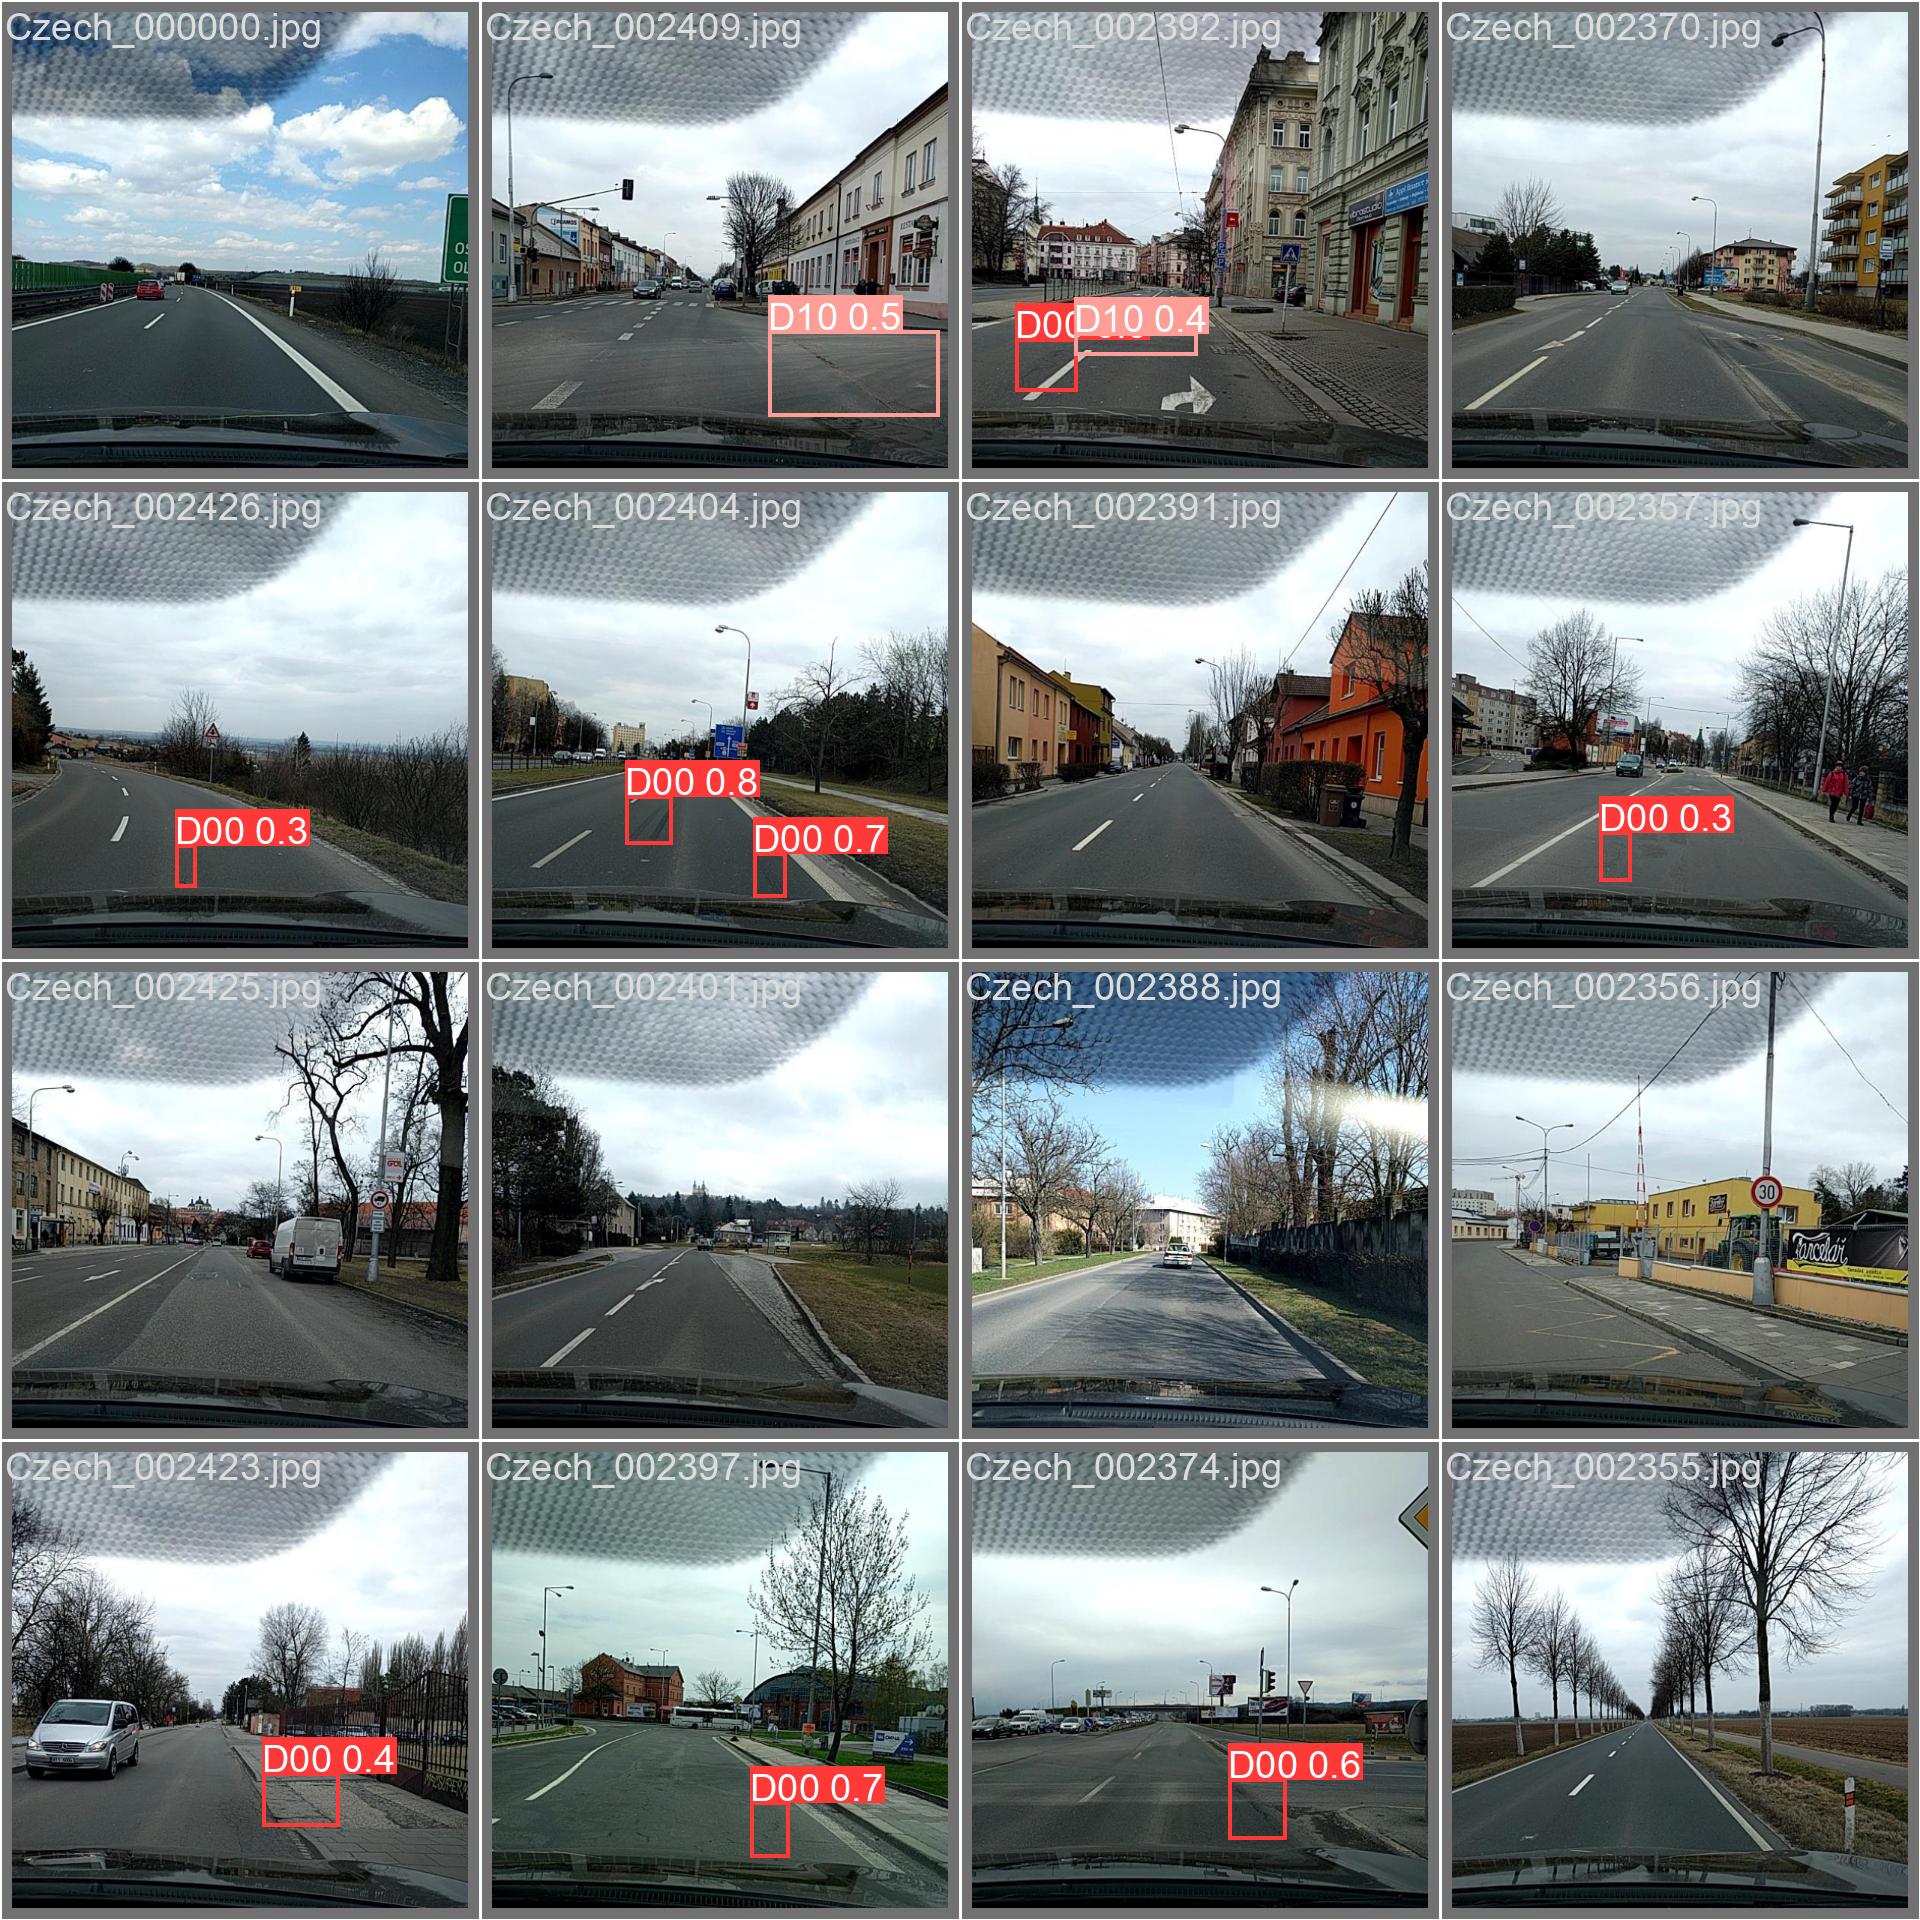 Czech_000000.jpg
Czech_002409.jpg
D10 0.5
Czech_002392.jpg
D00
D10 0.4
Czech_002370.jpg
Czech_002426.jpg
D00 0.3
Czech_002404.jpg
D00 0.8
D00 0.7
Czech_002391.jpg
Czech_002357.jpg
D00 0.3
Czech_002425.jpg
Czech_002401.jpg
Czech_002388.jpg
Czech_002356.jpg
30
Czech_002423.jpg
D00 0.4
Czech_002397.jpg
D00 0.7
Czech_002374.jpg
D00 0.6
Czech_002355.jpg